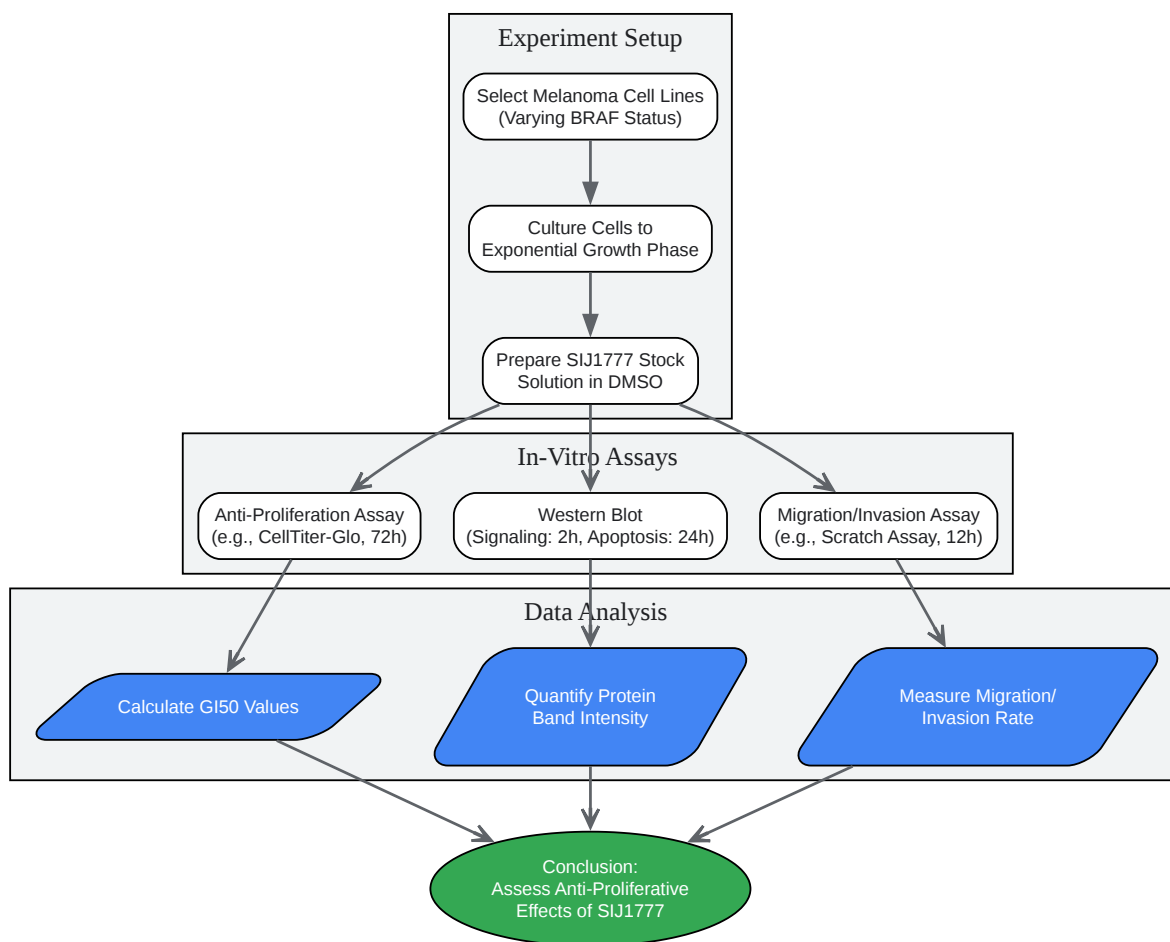 Experiment Setup
Select Melanoma Cell Lines
(Varying BRAF Status)
Culture Cells to
Exponential Growth Phase
Prepare SIJ1777 Stock
Solution in DMSO
In-Vitro Assays
Anti-Proliferation Assay
(e.g., CellTiter-Glo, 72h)
Western Blot
(Signaling: 2h, Apoptosis: 24h)
Migration/Invasion Assay
(e.g., Scratch Assay, 12h)
Data Analysis
Calculate GI50 Values
Quantify Protein
Band Intensity
Measure Migration/
Invasion Rate
Conclusion:
Assess Anti-Proliferative
Effects of SIJ1777